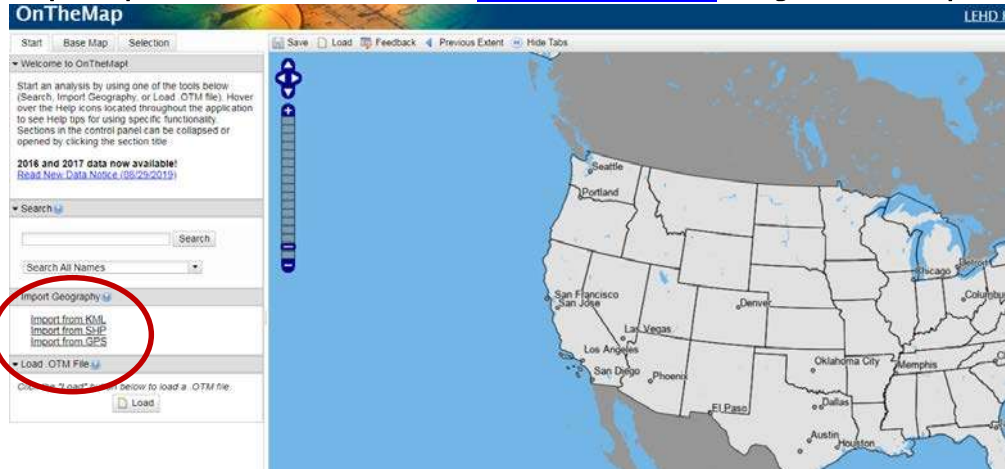 OnTheMap
LEHD
Start Base Map Selection
Save Load Feedback Previous Extent Hide Tabs
Welcome to OnTheMap!
Start an analysis by using one of the tools below
(Search, Import Geography, or Load .OTM file). Hover
over the Help icons located throughout the application
to see Help tips for using specific functionality.
Sections in the control panel can be collapsed or
opened by clicking the section title
2016 and 2017 data now available!
Read New Data Notice (08/29/2019)
Search
Search
Search All Names
Import Geography
Import from KML
Import from SHP
Import from GPS
Load .OTM File
"Load" below to load a .OTM file.
Load
Seattle
Portland
Chicago
Detroit
San Francisco
San Jose
Denver
Columbu
Las Vegas
Los Angeles
Oklahoma City
Memphis
San Diego
Phoenix
El Paso
Dallas
Austin
Houston